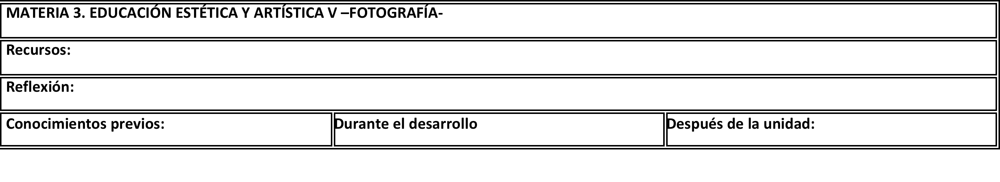 MATERIA 3. EDUCACIÓN ESTÉTICA Y ARTÍSTICA V –FOTOGRAFÍA-
Recursos:
Reflexión:
Conocimientos previos:
Durante el desarrollo
Después de la unidad: